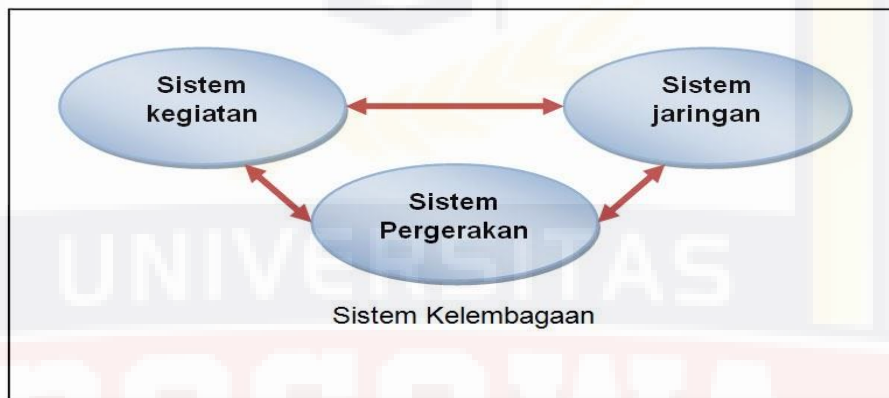 Sistem
kegiatan
Sistem
jaringan
Sistem
Pergerakan
UNIVERSITAS
Sistem Kelembagaan